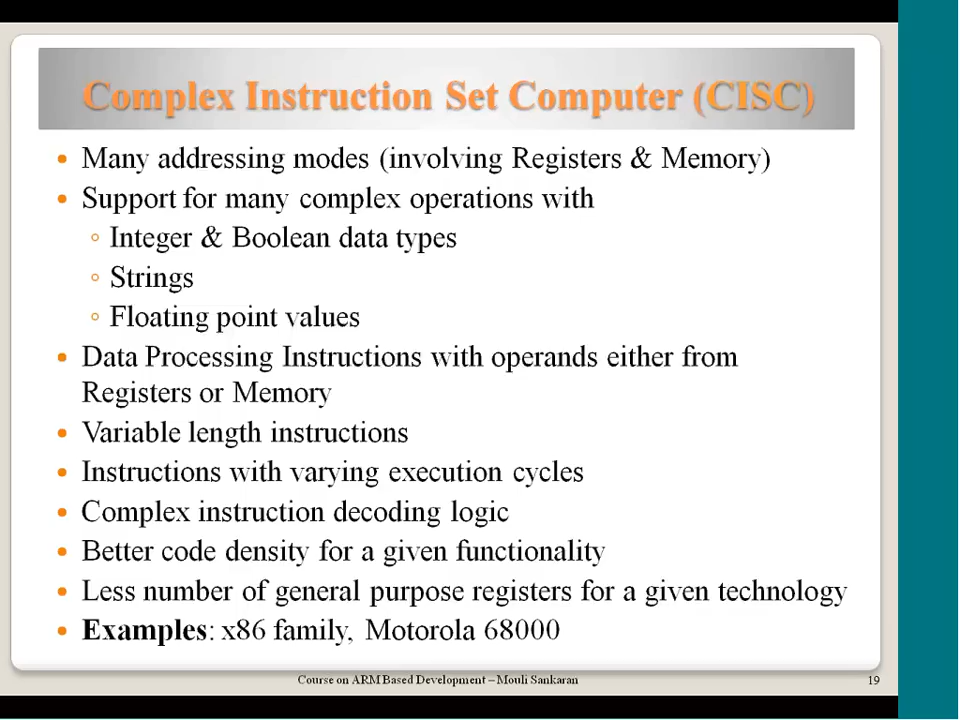 Complex Instruction Set Computer (CISC)
• Many addressing modes (involving Registers & Memory)
• Support for many complex operations with
◦ Integer & Boolean data types
◦ Strings
◦ Floating point values
• Data Processing Instructions with operands either from
Registers or Memory
• Variable length instructions
• Instructions with varying execution cycles
• Complex instruction decoding logic
• Better code density for a given functionality
• Less number of general purpose registers for a given technology
• Examples: x86 family, Motorola 68000
Course on ARM Based Development – Mouli Sankaran
19